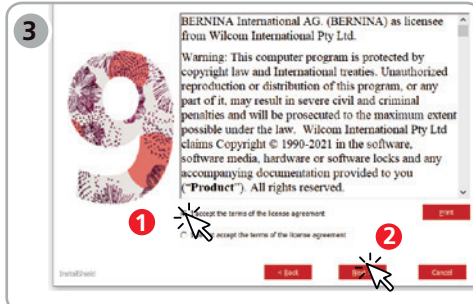 3
BERNINA International AG. (BERNINA) as licensee
from Wilcom International Pty Ltd.
Warning: This computer program is protected by
copyright law and International treaties. Unauthorized
reproduction or distribution of this program, or any
part of it, may result in severe civil and criminal
penalties and will be prosecuted to the maximum extent
possible under the law. Wilcom International Pty Ltd
claims Copyright © 1990-2021 in the software,
software media, hardware or software locks and any
accompanying documentation provided to you
("Product"). All rights reserved.
9
1
accept the terms of the license agreement
Print
accept the terms of the license agreement
2
InstallShield
< Back
Cancel